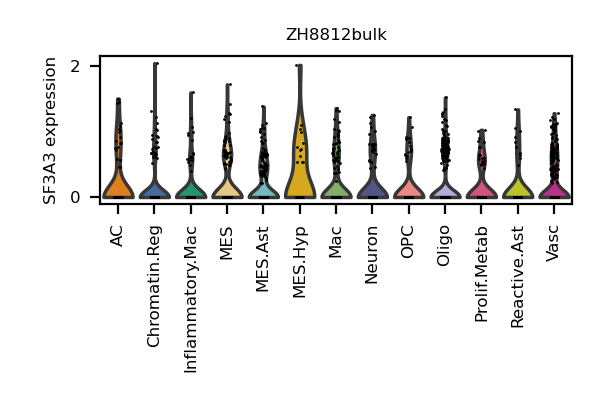 ZH8812bulk
SF3A3 expression
2
0
AC
Chromatin.Reg
Inflammatory.Mac
MES
MES.Ast
MES.Hyp
Mac
Neuron
OPC
Oligo
Prolif.Metab
Reactive.Ast
Vasc